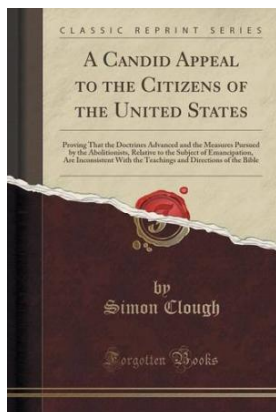 CLASSIC REPRINT SERIES
A CANDID APPEAL
TO THE CITIZENS OF
THE UNITED STATES
Proving That the Doctrines Advanced and the Measures Pursued
by the Abolitionists, Relative to the Subject of Emancipation,
Are Inconsistent With the Teachings and Directions of the Bible
by
Simon Clough
Forgotten Books